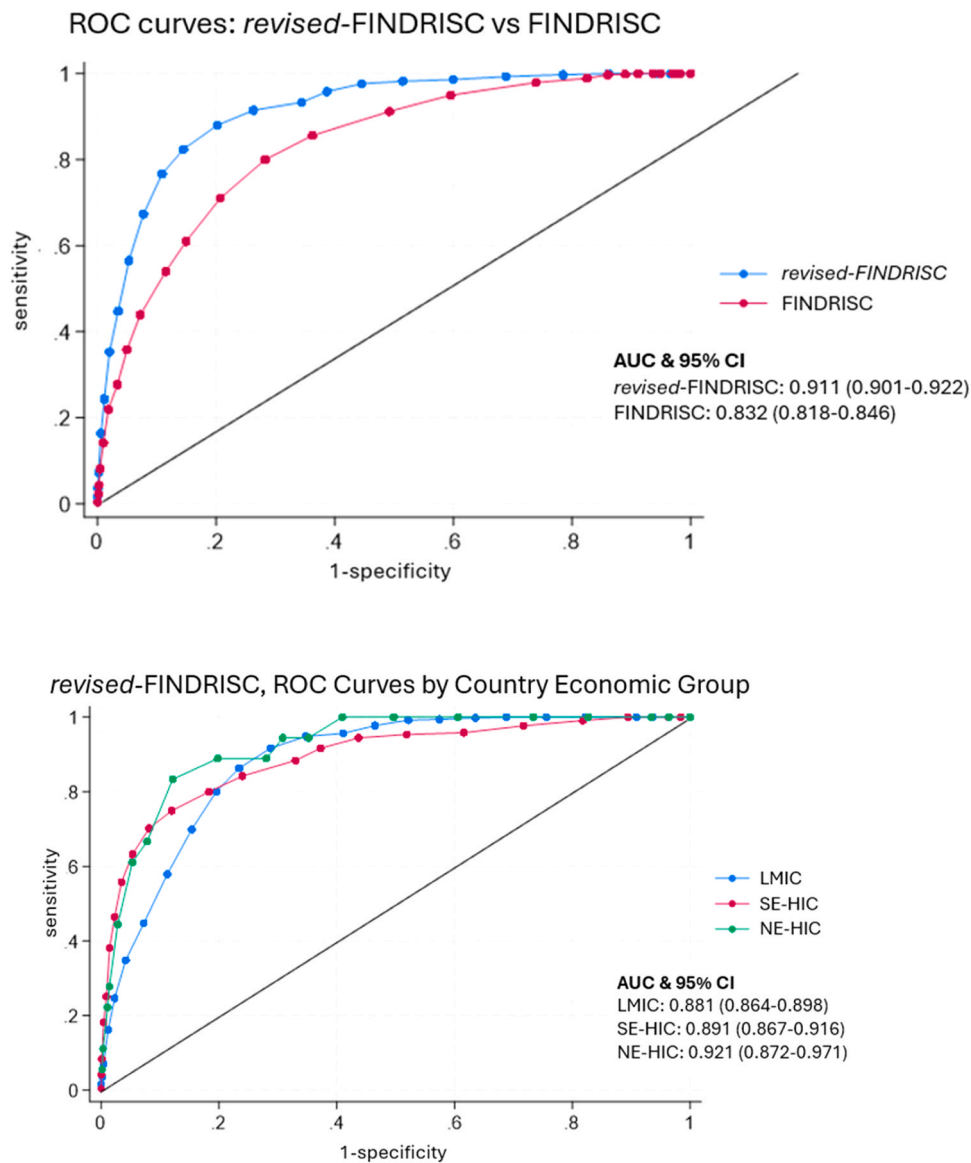 ROC curves: revised-FINDRISC vs FINDRISC
1
.8
.6
.4
.2
0
sensitivity
0 .2 .4 .6 .8 1
1-specificity
revised-FINDRISC
FINDRISC
AUC & 95% CI
revised-FINDRISC: 0.911 (0.901-0.922)
FINDRISC: 0.832 (0.818-0.846)
revised-FINDRISC, ROC Curves by Country Economic Group
1
.8
.6
.4
.2
0
sensitivity
0 .2 .4 .6 .8 1
1-specificity
LMIC
SE-HIC
NE-HIC
AUC & 95% CI
LMIC: 0.881 (0.864-0.898)
SE-HIC: 0.891 (0.867-0.916)
NE-HIC: 0.921 (0.872-0.971)